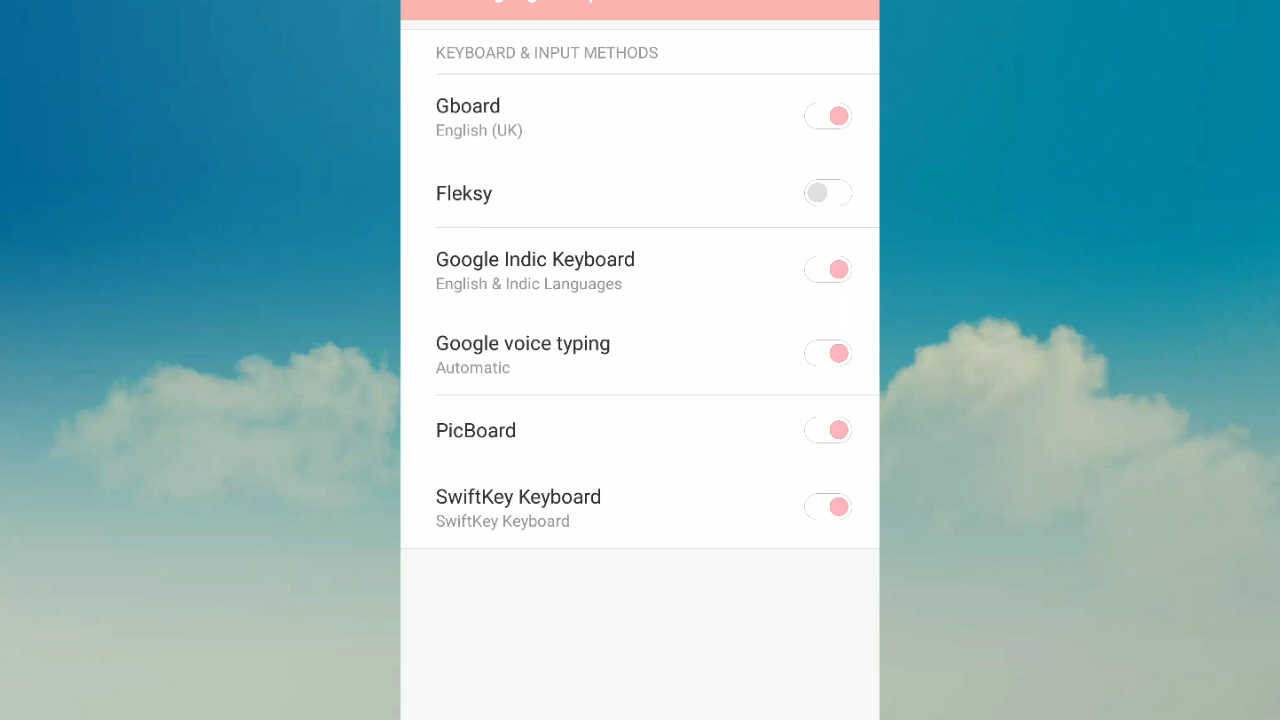 KEYBOARD & INPUT METHODS
Gboard
English (UK)
Fleksy
Google Indic Keyboard
English & Indic Languages
Google voice typing
Automatic
PicBoard
SwiftKey Keyboard
SwiftKey Keyboard